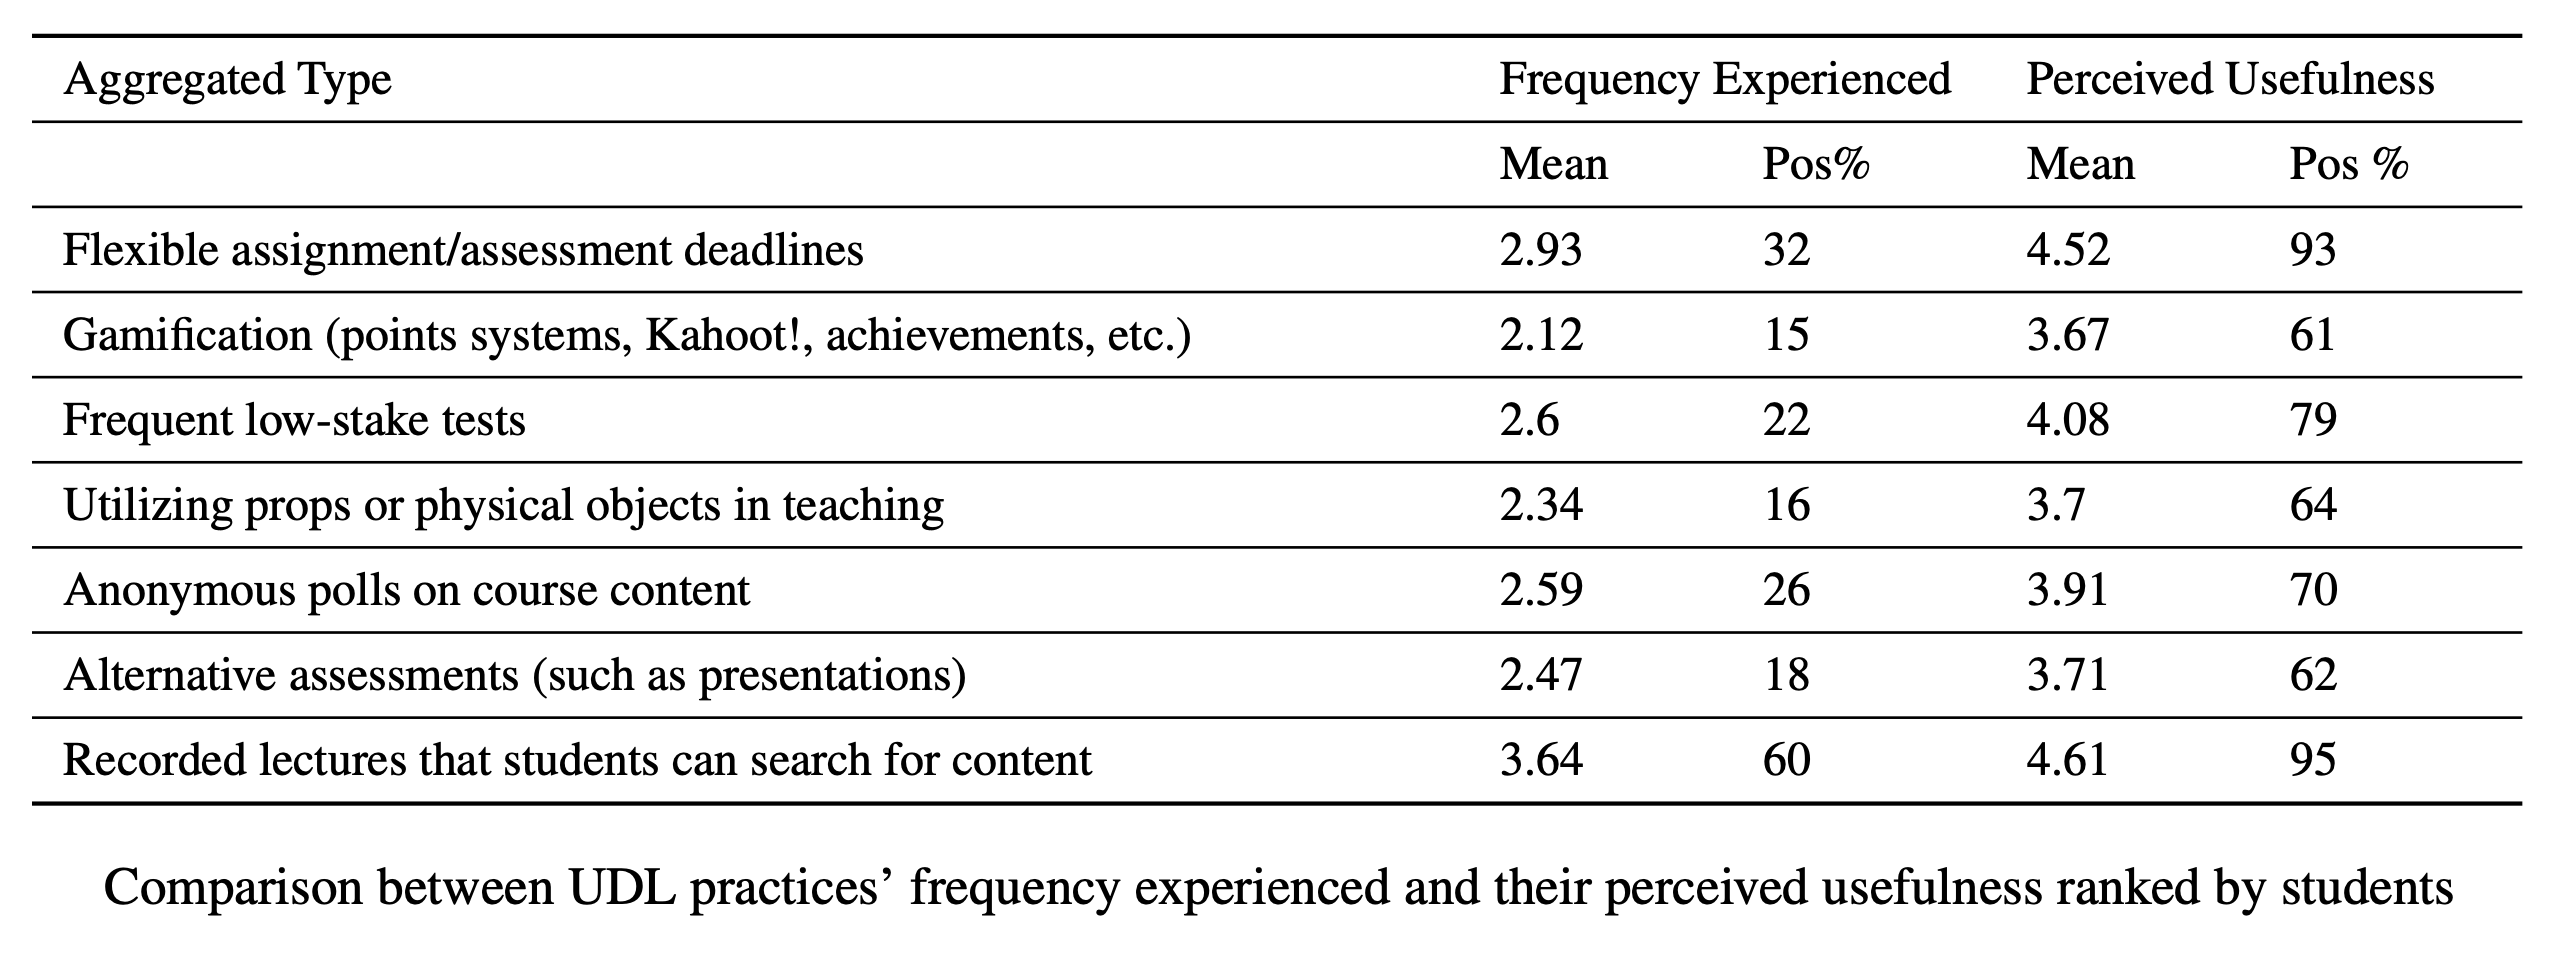 Aggregated Type Frequency Experienced Perceived Usefulness
Mean Pos% Mean Pos %
Flexible assignment/assessment deadlines 2.93 32 4.52 93
Gamification (points systems, Kahoot!, achievements, etc.) 2.12 15 3.67 61
Frequent low-stake tests 2.6 22 4.08 79
Utilizing props or physical objects in teaching 2.34 16 3.7 64
Anonymous polls on course content 2.59 26 3.91 70
Alternative assessments (such as presentations) 2.47 18 3.71 62
Recorded lectures that students can search for content 3.64 60 4.61 95
Comparison between UDL practices’ frequency experienced and their perceived usefulness ranked by students